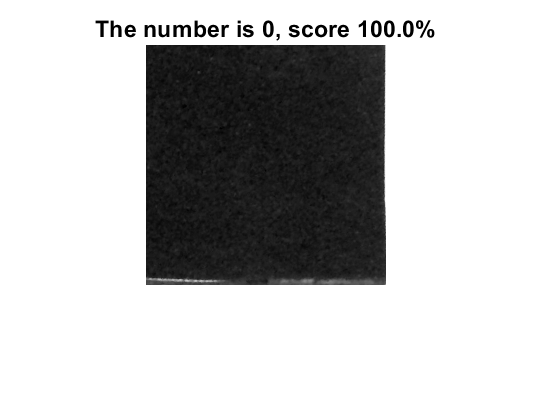 The number is 0, score 100.0%